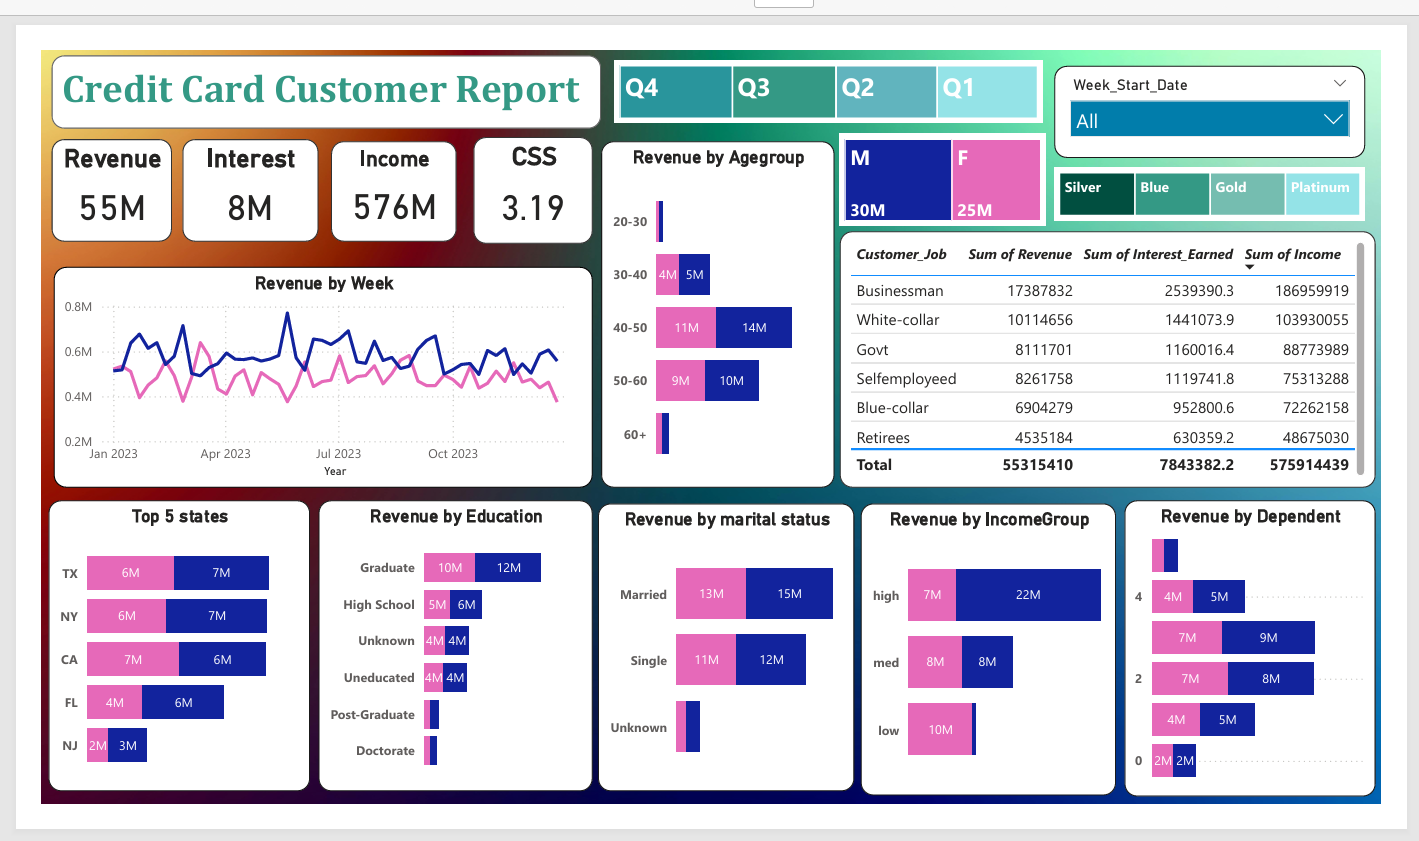 Credit Card Customer Report
Q4 Q3 Q2 Q1
Week_Start_Date
All
Revenue
55M
Interest
8M
Income
576M
CSS
3.19
Revenue by Agegroup
20-30
30-40 4M 5M
40-50 11M 14M
50-60 9M 10M
60+
M F
30M 25M
Silver Blue Gold Platinum
Customer_Job Sum of Revenue Sum of Interest_Earned Sum of Income
Businessman 17387832 2539390.3 186959919
White-collar 10114656 1441073.9 103930055
Govt 8111701 1160016.4 88773989
Selfemployeed 8261758 1119741.8 75313288
Blue-collar 6904279 952800.6 72262158
Retirees 4535184 630359.2 48675030
Total 55315410 7843382.2 575914439
Revenue by Week
0.8M
0.6M
0.4M
0.2M
Jan 2023 Apr 2023 Jul 2023 Oct 2023
Year
Top 5 states
TX 6M 7M
NY 6M 7M
CA 7M 6M
FL 4M 6M
NJ 2M 3M
Revenue by Education
Graduate 10M 12M
High School 5M 6M
Unknown 4M 4M
Uneducated 4M 4M
Post-Graduate
Doctorate
Revenue by marital status
Married 13M 15M
Single 11M 12M
Unknown
Revenue by IncomeGroup
high 7M 22M
med 8M 8M
low 10M
Revenue by Dependent
4 4M 5M
7M 9M
2 7M 8M
4M 5M
0 2M 2M